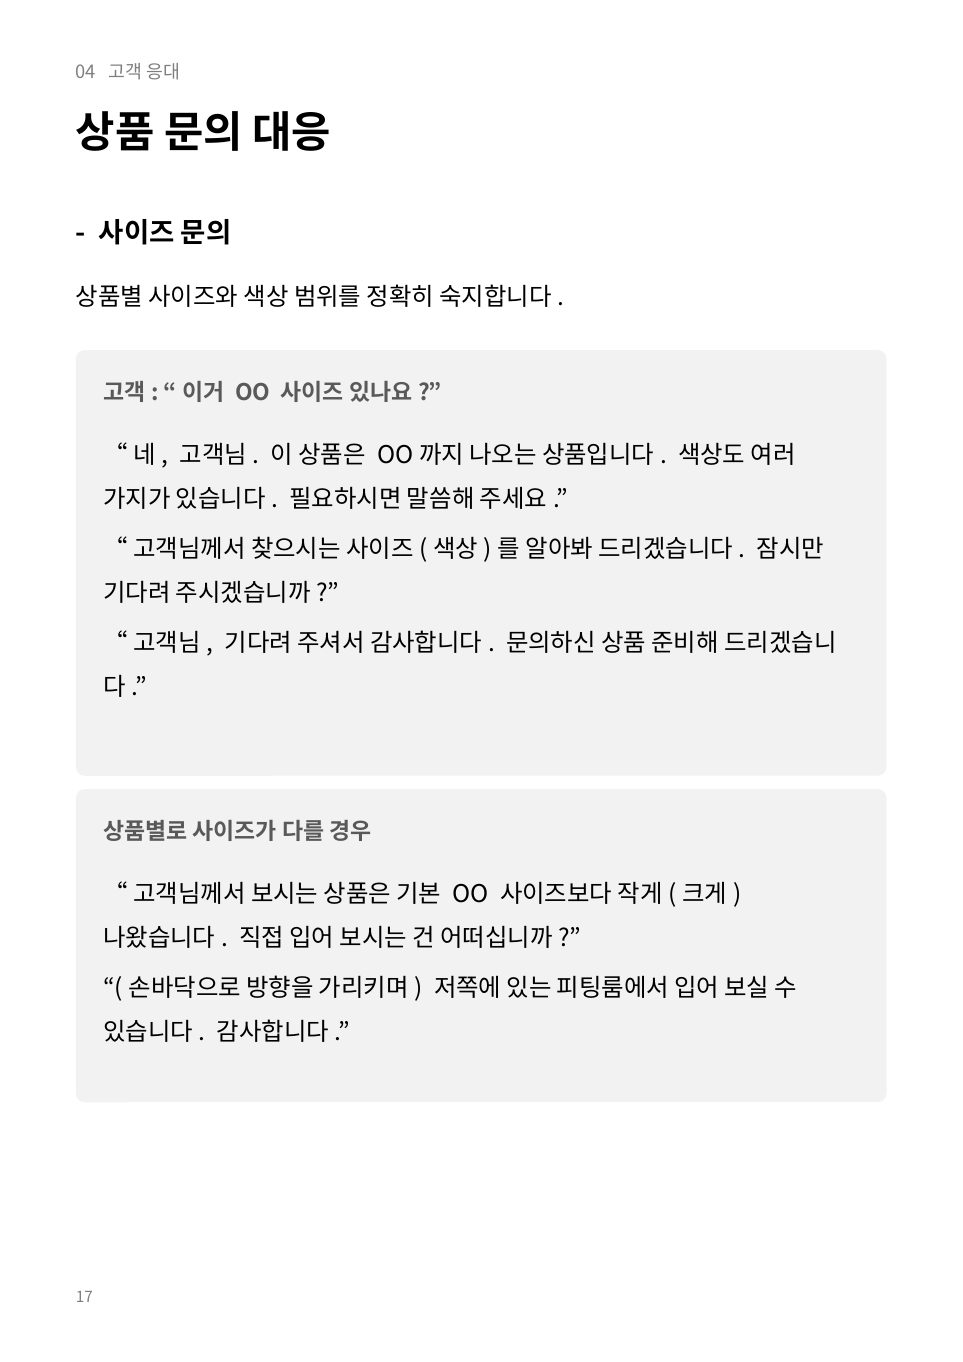 04 고객 응대
상품 문의 대응
- 사이즈 문의
상품별 사이즈와 색상 범위를 정확히 숙지합니다 .
고객 : “ 이거 OO 사이즈 있나요 ?”
“ 네 , 고객님 . 이 상품은 OO 까지 나오는 상품입니다 . 색상도 여러
가지가 있습니다 . 필요하시면 말씀해 주세요 .”
“ 고객님께서 찾으시는 사이즈 ( 색상 ) 를 알아봐 드리겠습니다 . 잠시만
기다려 주시겠습니까 ?”
“ 고객님 , 기다려 주셔서 감사합니다 . 문의하신 상품 준비해 드리겠습니
다 .”
상품별로 사이즈가 다를 경우
“ 고객님께서 보시는 상품은 기본 OO 사이즈보다 작게 ( 크게 )
나왔습니다 . 직접 입어 보시는 건 어떠십니까 ?”
“( 손바닥으로 방향을 가리키며 ) 저쪽에 있는 피팅룸에서 입어 보실 수
있습니다 . 감사합니다 .”
17